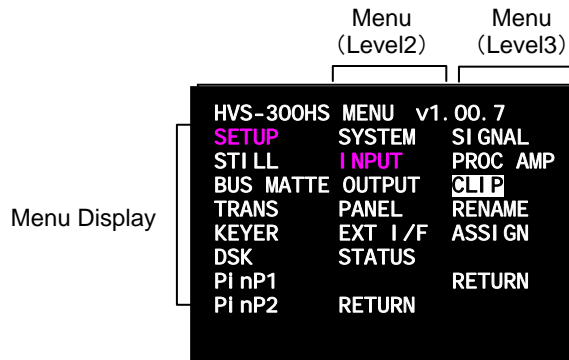 Menu Menu
(Level2) (Level3)
HVS-300HS MENU v1.00.7
SETUP SYSTEM SIGNAL
STILL INPUT PROC AMP
BUS MATTE OUTPUT CLIP
TRANS PANEL RENAME
Menu Display
KEYER EXT I/F ASSIGN
DSK STATUS
PinP1 RETURN
PinP2 RETURN